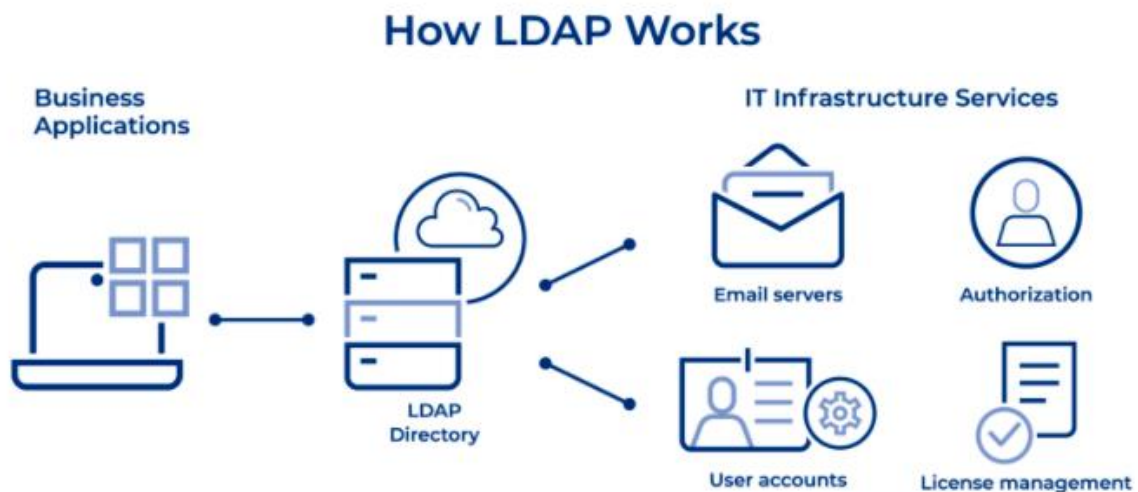 How LDAP Works
Business
Applications
IT Infrastructure Services
Email servers
Authorization
LDAP
Directory
User accounts
License management